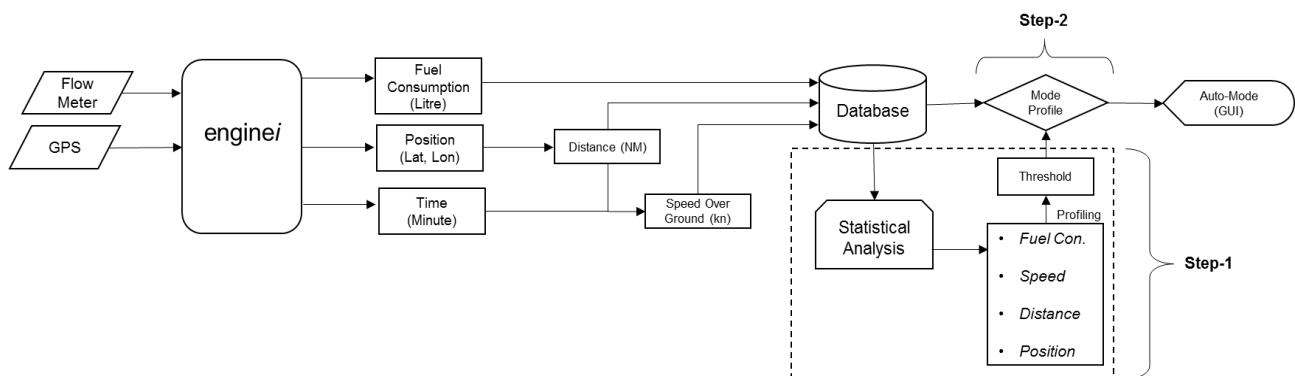 Step-2
Flow
Meter
GPS
enginei
Fuel
Consumption
(Litre)
Position
(Lat, Lon)
Time
(Minute)
Distance (NM)
Speed Over
Ground (kn)
Database
Mode
Profile
Auto-Mode
(GUI)
Threshold
Profiling
Statistical
Analysis
• Fuel Con.
• Speed
• Distance
• Position
Step-1